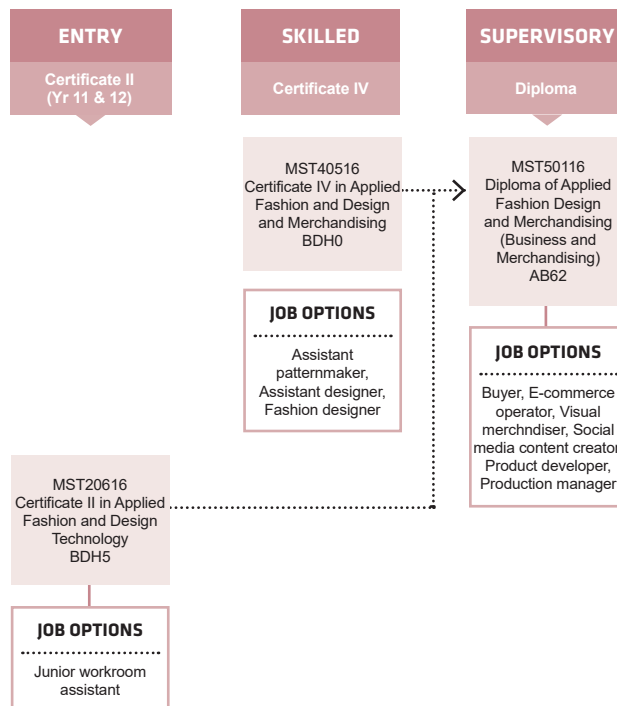 ENTRY
Certificate II
(Yr 11 & 12)
SKILLED
Certificate IV
SUPERVISORY
Diploma
MST40516
Certificate IV in Applied
Fashion and Design
and Merchandising
BDH0
JOB OPTIONS
Assistant
patternmaker,
Assistant designer,
Fashion designer
MST50116
Diploma of Applied
Fashion Design
and Merchandising
(Business and
Merchandising)
AB62
JOB OPTIONS
Buyer, E-commerce
operator, Visual
merchndiser, Social
media content creator,
Product developer,
Production manager
MST20616
Certificate II in Applied
Fashion and Design
Technology
BDH5
JOB OPTIONS
Junior workroom
assistant